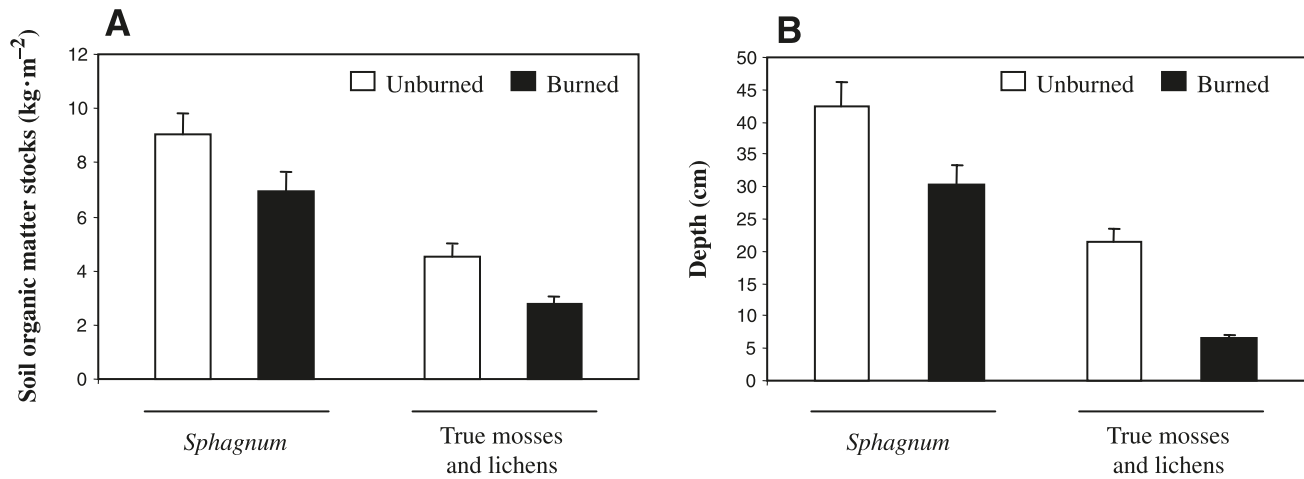 A
Soil organic matter stocks (kg·m⁻²)
12
10
8
6
4
2
0
Unburned
Burned
Sphagnum
True mosses
and lichens
B
Depth (cm)
50
45
40
35
30
25
20
15
10
5
0
Unburned
Burned
Sphagnum
True mosses
and lichens